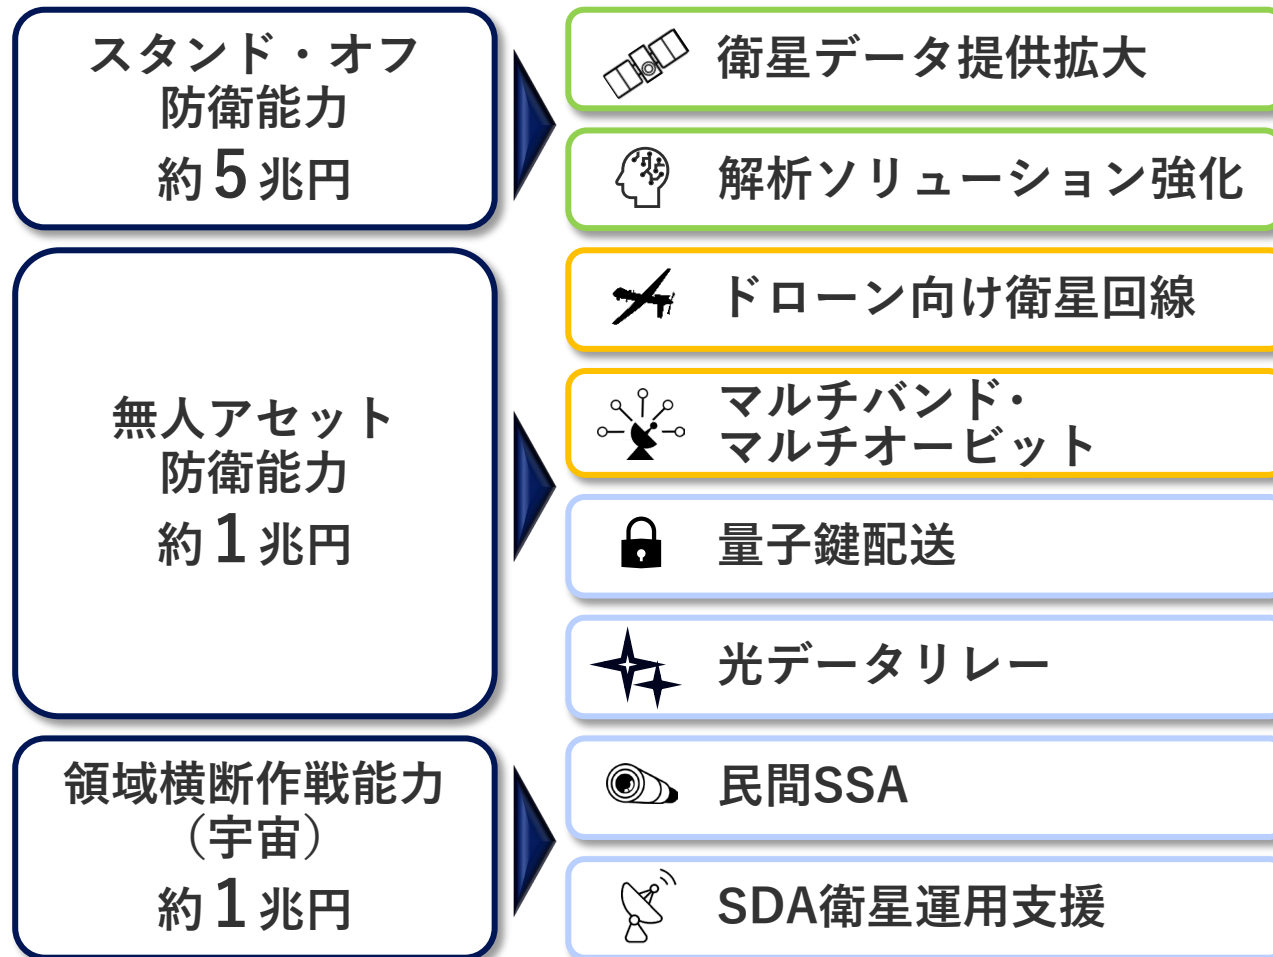 スタンド・オフ
防衛能力
約5兆円
衛星データ提供拡大
解析ソリューション強化
無人アセット
防衛能力
約1兆円
ドローン向け衛星回線
マルチバンド・
マルチオービット
量子鍵配送
光データリレー
領域横断作戦能力
（宇宙）
約1兆円
民間SSA
SDA衛星運用支援